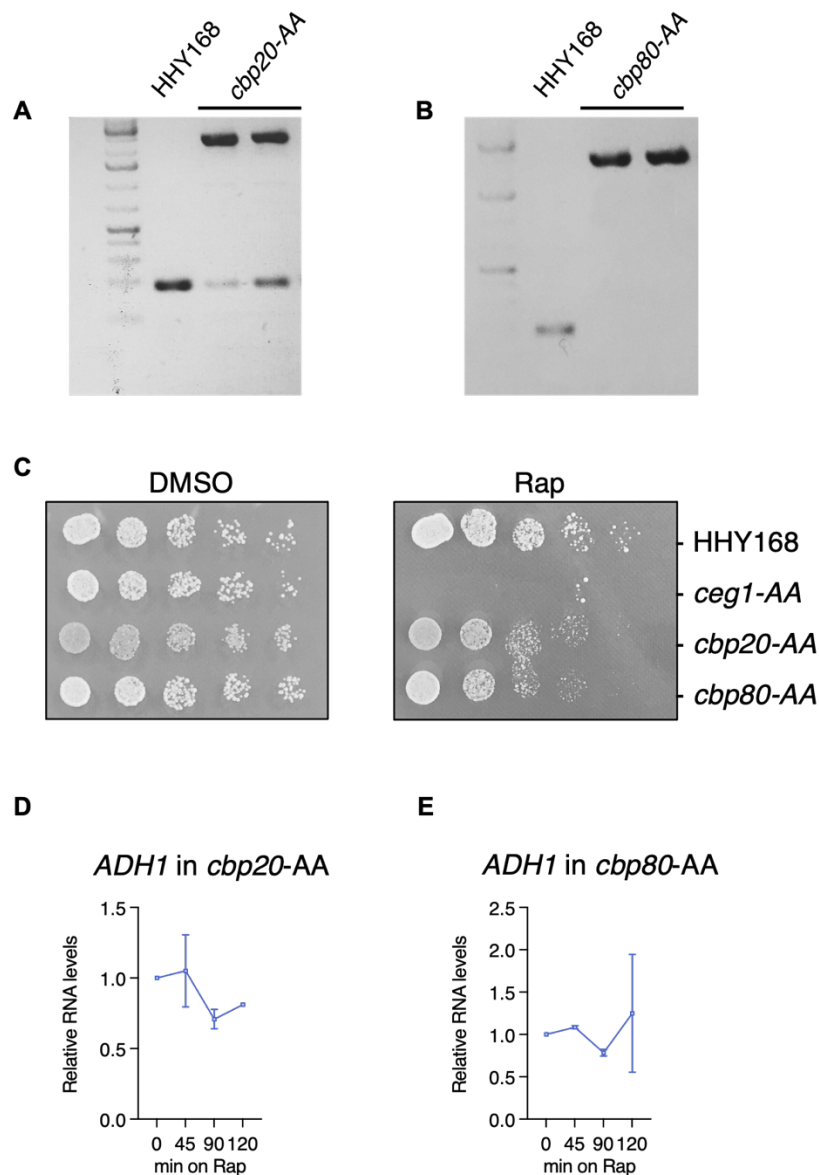 A
HHY168
cbp20-AA
B
HHY168
cbp80-AA
C
DMSO
Rap
HHY168
ceg1-AA
cbp20-AA
cbp80-AA
D
ADH1 in cbp20-AA
Relative RNA levels
1.5
1.0
0.5
0.0
0 45 90 120
min on Rap
E
ADH1 in cbp80-AA
Relative RNA levels
2.5
2.0
1.5
1.0
0.5
0.0
0 45 90 120
min on Rap